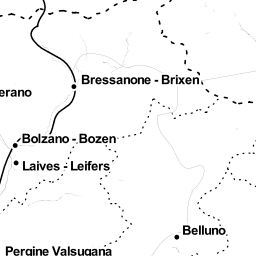 Bressanone - Brixen
erano
Bolzano - Bozen
Laives - Leifers
Belluno
Pergine Valsugana